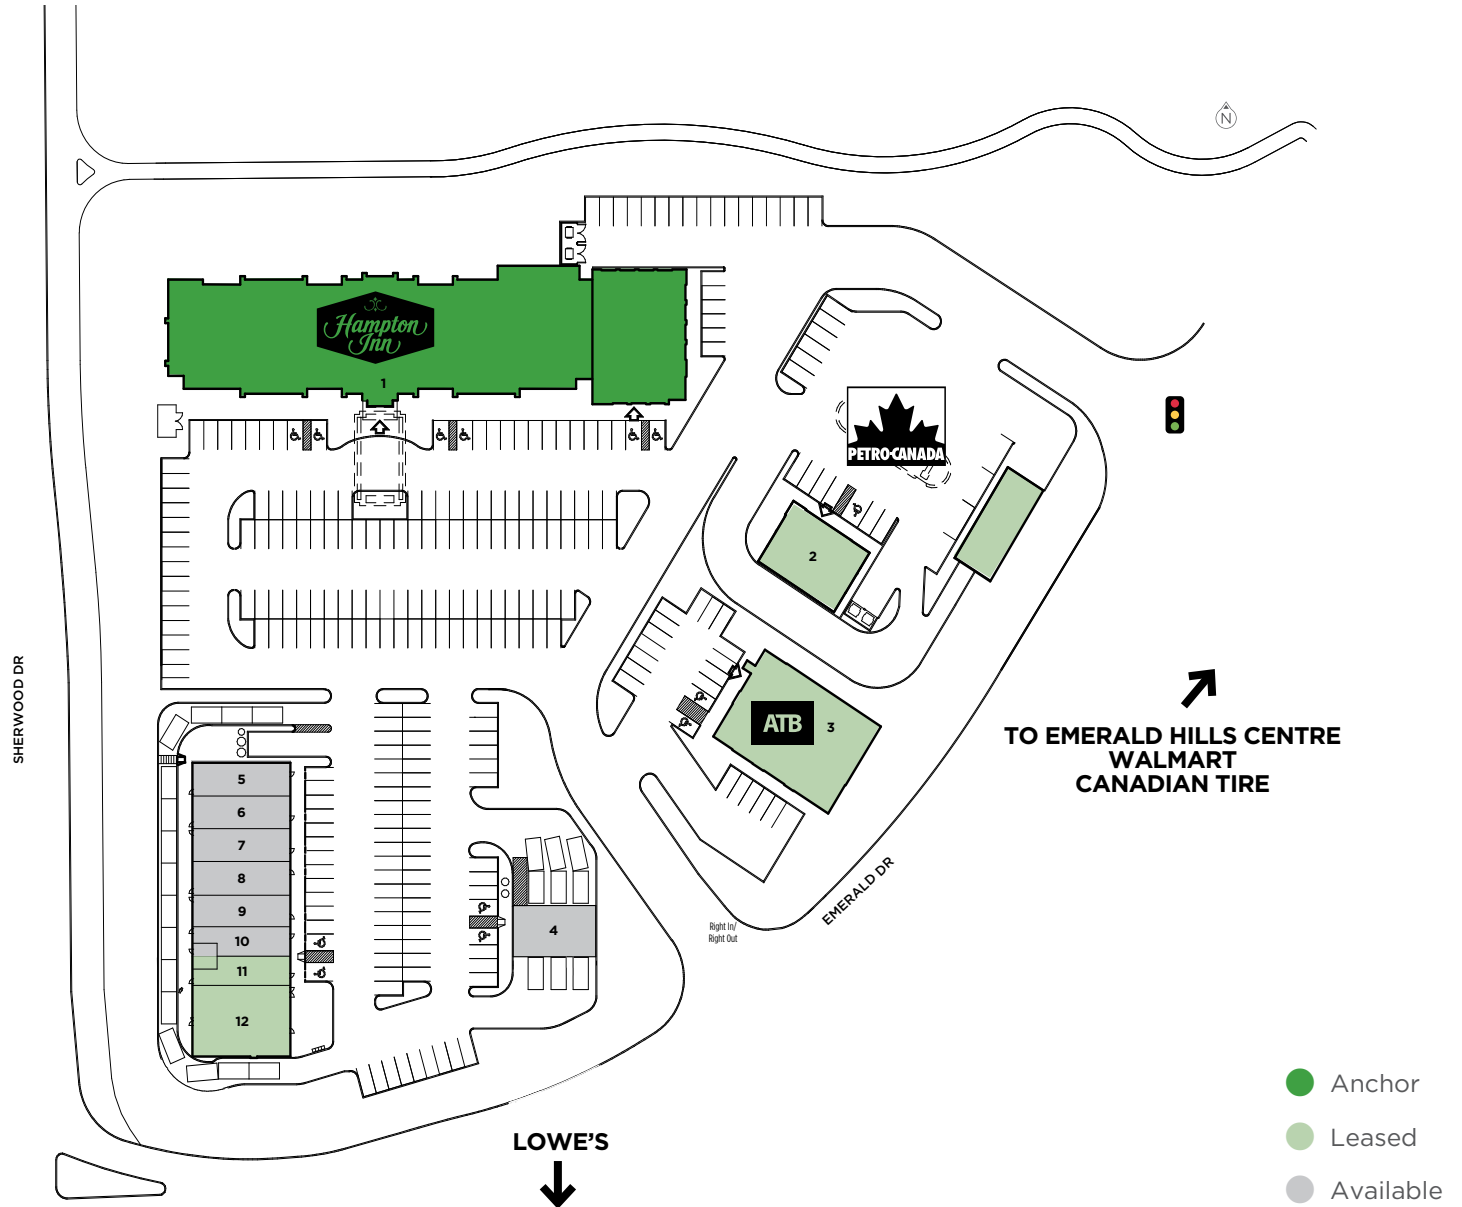 N
Hampton
Inn
1
PETRO-CANADA
2
ATB
3
SHERWOOD DR
TO EMERALD HILLS CENTRE
WALMART
CANADIAN TIRE
5
6
7
8
9
10
11
12
4
EMERALD DR
Right In/
Right Out
LOWE'S
Anchor
Leased
Available